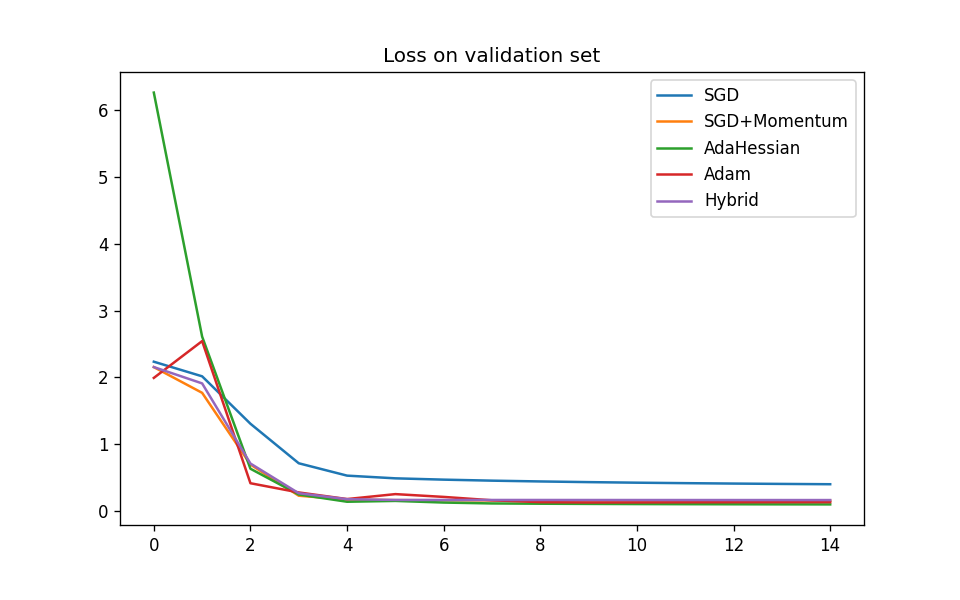 Loss on validation set
SGD
SGD+Momentum
AdaHessian
Adam
Hybrid
6
5
4
3
2
1
0
0 2 4 6 8 10 12 14